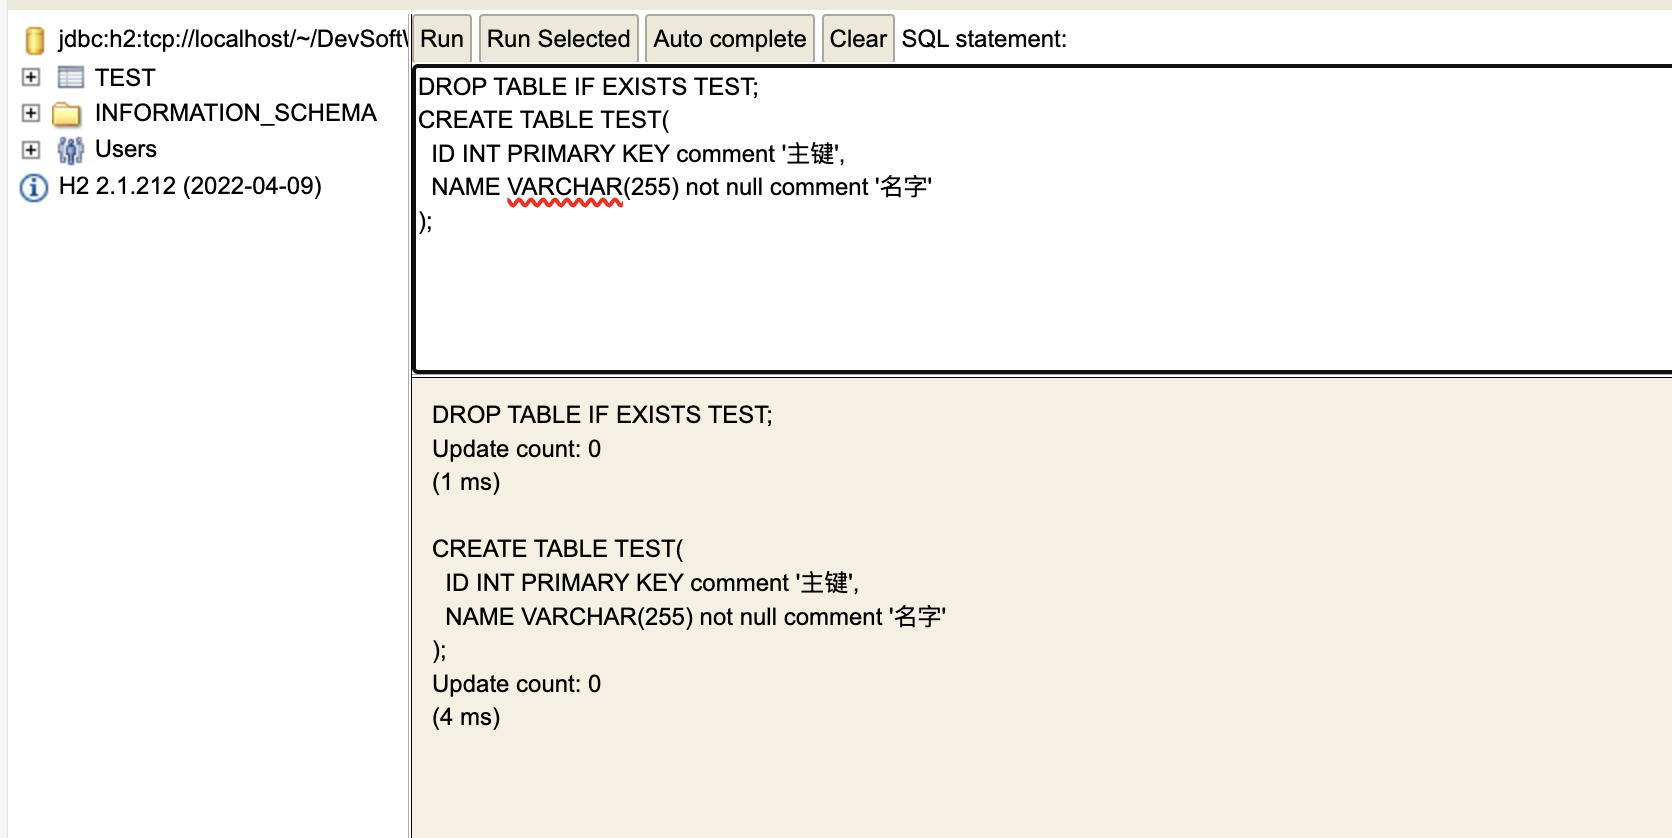 jdbc:h2:tcp://localhost/~/DevSoft\
TEST
INFORMATION_SCHEMA
Users
H2 2.1.212 (2022-04-09)
Run Run Selected Auto complete Clear SQL statement:
DROP TABLE IF EXISTS TEST;
CREATE TABLE TEST(
  ID INT PRIMARY KEY comment '主键',
  NAME VARCHAR(255) not null comment '名字'
);
DROP TABLE IF EXISTS TEST;
Update count: 0
(1 ms)
CREATE TABLE TEST(
  ID INT PRIMARY KEY comment '主键',
  NAME VARCHAR(255) not null comment '名字'
);
Update count: 0
(4 ms)